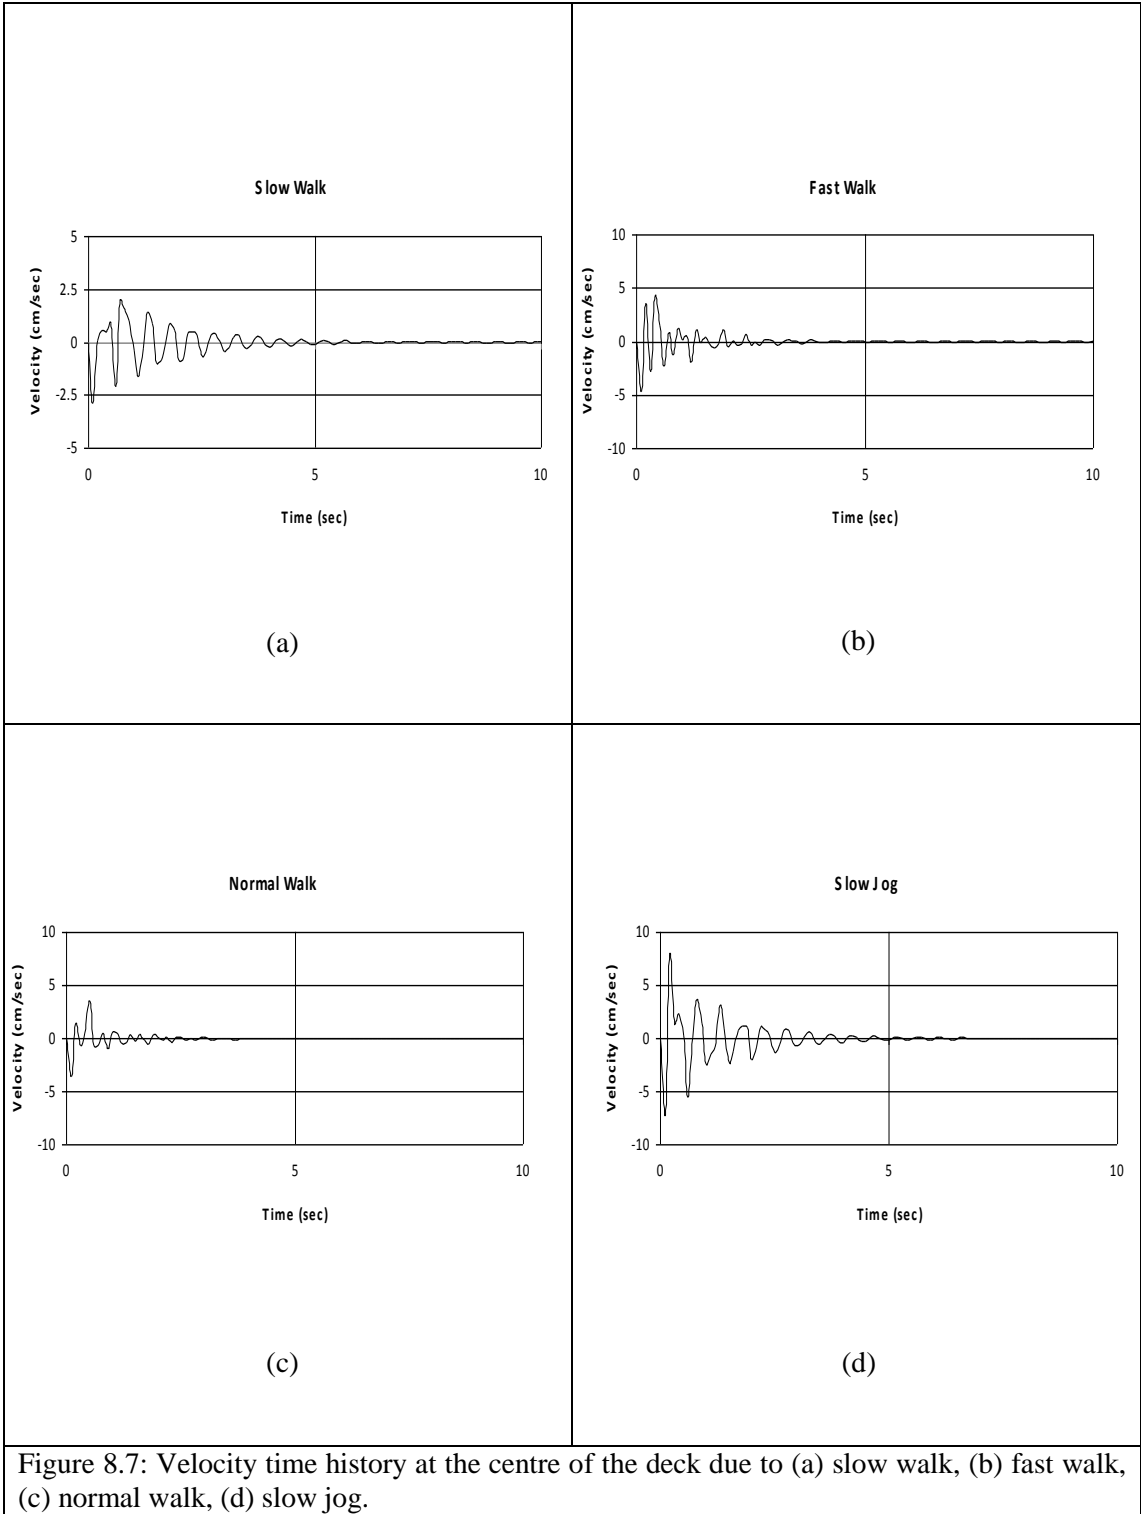 Slow Walk
Velocity (cm/sec)
5
2.5
0
-2.5
-5
0 5 10
Time (sec)
(a)
Fast Walk
Velocity (cm/sec)
10
5
0
-5
-10
0 5 10
Time (sec)
(b)
Normal Walk
Velocity (cm/sec)
10
5
0
-5
-10
0 5 10
Time (sec)
(c)
Slow Jog
Velocity (cm/sec)
10
5
0
-5
-10
0 5 10
Time (sec)
(d)
Figure 8.7: Velocity time history at the centre of the deck due to (a) slow walk, (b) fast walk,
(c) normal walk, (d) slow jog.